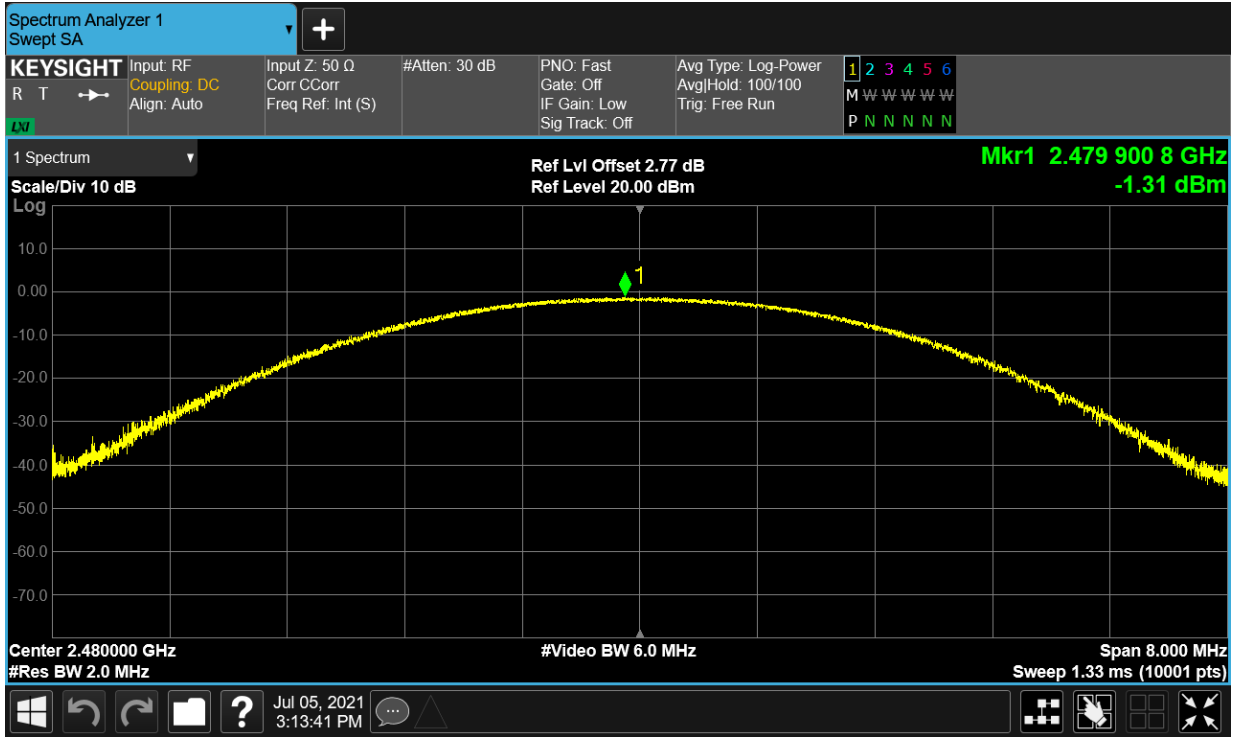 Spectrum Analyzer 1
Swept SA
KEYSIGHT
R T
LXI
Input: RF
Coupling: DC
Align: Auto
Input Z: 50 Ω
Corr CCorr
Freq Ref: Int (S)
#Atten: 30 dB
PNO: Fast
Gate: Off
IF Gain: Low
Sig Track: Off
Avg Type: Log-Power
Avg|Hold: 100/100
Trig: Free Run
1 2 3 4 5 6
M W W W W W
P N N N N N
1 Spectrum
Scale/Div 10 dB
Log
Ref Lvl Offset 2.77 dB
Ref Level 20.00 dBm
Mkr1 2.479 900 8 GHz
-1.31 dBm
10.0
1
0.00
-10.0
-20.0
-30.0
-40.0
-50.0
-60.0
-70.0
Center 2.480000 GHz
#Video BW 6.0 MHz
Span 8.000 MHz
#Res BW 2.0 MHz
Sweep 1.33 ms (10001 pts)
?
Jul 05, 2021
3:13:41 PM